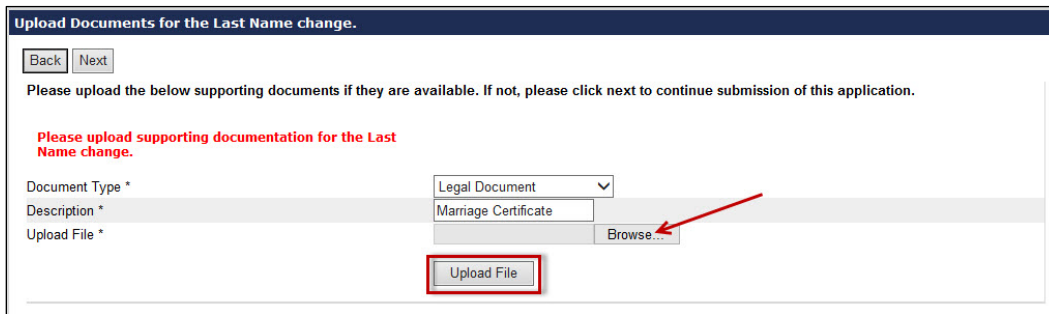 Upload Documents for the Last Name change.
Back Next
Please upload the below supporting documents if they are available. If not, please click next to continue submission of this application.
Please upload supporting documentation for the Last
Name change.
Document Type * Legal Document
Description * Marriage Certificate
Upload File * Browse...
Upload File